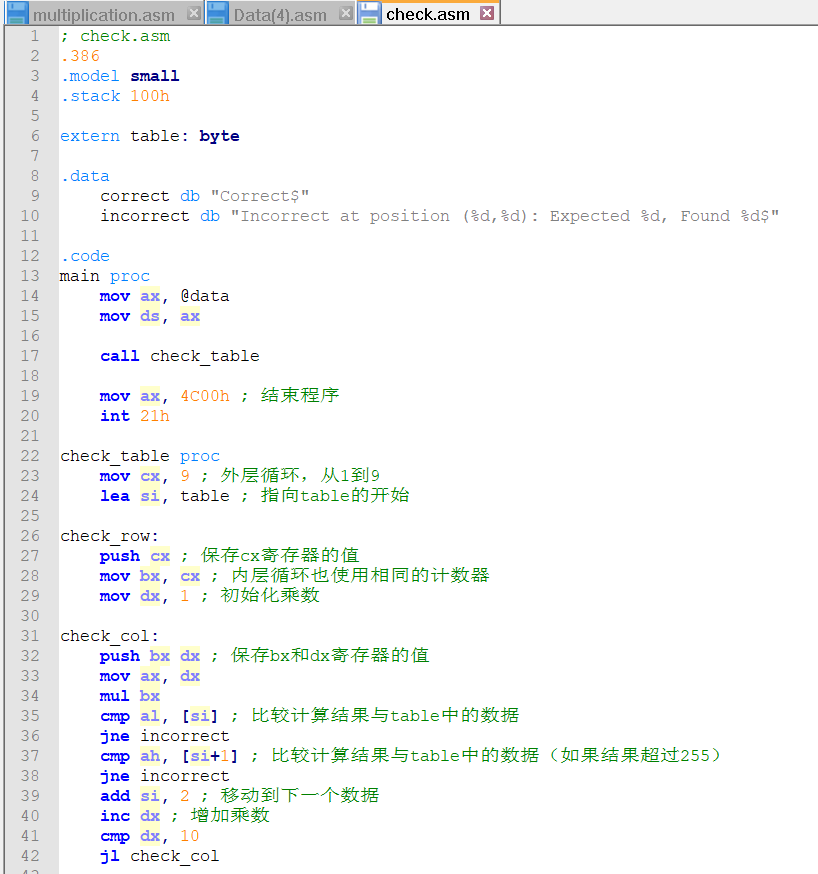 multiplication.asm Data(4).asm check.asm
1 ; check.asm
2 .386
3 .model small
4 .stack 100h
5
6 extern table: byte
7
8 .data
9 correct db "Correct$"
10 incorrect db "Incorrect at position (%d,%d): Expected %d, Found %d$"
11
12 .code
13 main proc
14 mov ax, @data
15 mov ds, ax
16
17 call check_table
18
19 mov ax, 4C00h ; 结束程序
20 int 21h
21
22 check_table proc
23 mov cx, 9 ; 外层循环，从1到9
24 lea si, table ; 指向table的开始
25
26 check_row:
27 push cx ; 保存cx寄存器的值
28 mov bx, cx ; 内层循环也使用相同的计数器
29 mov dx, 1 ; 初始化乘数
30
31 check_col:
32 push bx dx ; 保存bx和dx寄存器的值
33 mov ax, dx
34 mul bx
35 cmp al, [si] ; 比较计算结果与table中的数据
36 jne incorrect
37 cmp ah, [si+1] ; 比较计算结果与table中的数据（如果结果超过255）
38 jne incorrect
39 add si, 2 ; 移动到下一个数据
40 inc dx ; 增加乘数
41 cmp dx, 10
42 jl check_col